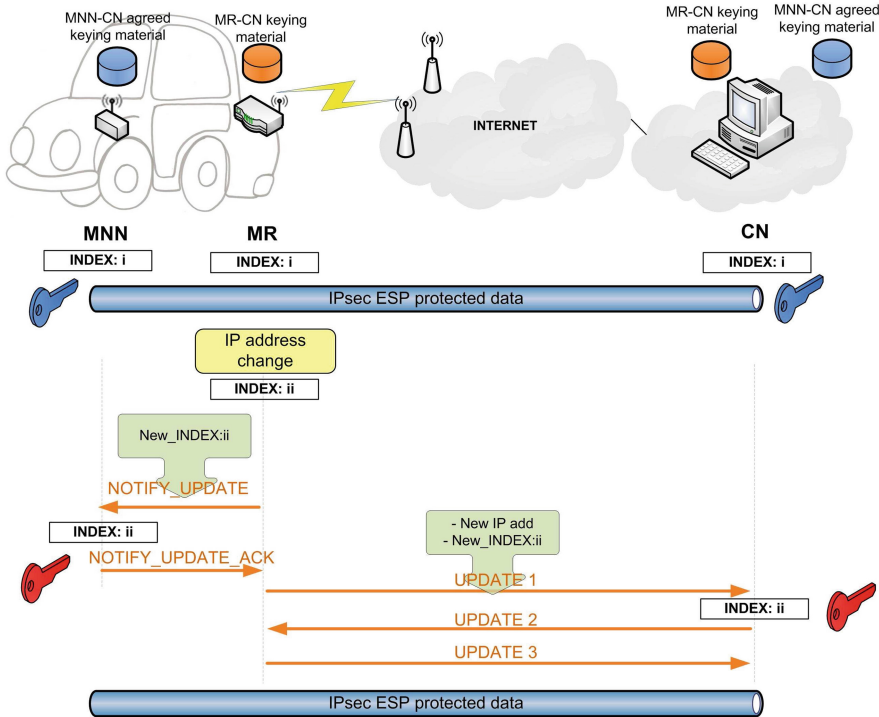 MNN-CN agreed
keying material
MR-CN keying
material
MR-CN keying
material
MNN-CN agreed
keying material
INTERNET
MNN
MR
CN
INDEX: i
INDEX: i
INDEX: i
IPsec ESP protected data
IP address
change
INDEX: ii
New_INDEX:ii
NOTIFY_UPDATE
INDEX: ii
- New IP add
- New_INDEX:ii
NOTIFY_UPDATE_ACK
UPDATE 1
INDEX: ii
UPDATE 2
UPDATE 3
IPsec ESP protected data